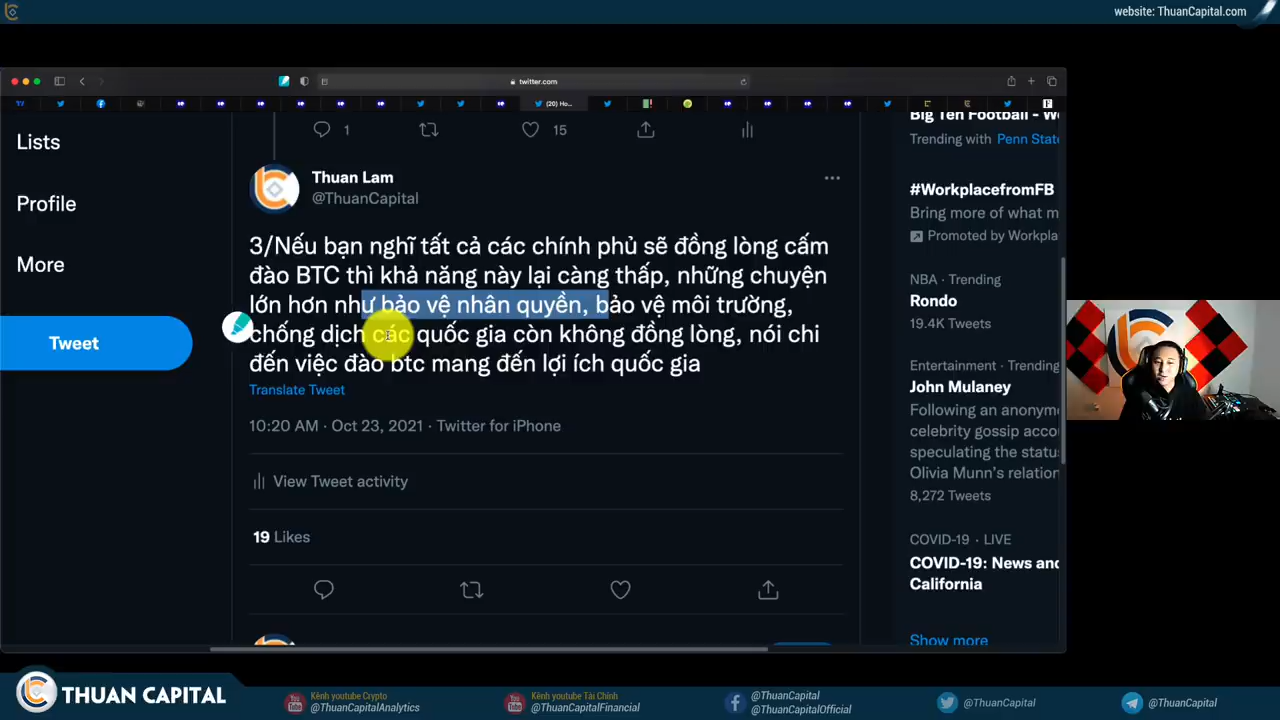 website: ThuanCapital.com
twitter.com
(20) Ho...
Lists
Profile
More
Tweet
1
15
Thuan Lam
@ThuanCapital
3/Nếu bạn nghĩ tất cả các chính phủ sẽ đồng lòng cấm
đào BTC thì khả năng này lại càng thấp, những chuyện
lớn hơn như bảo vệ nhân quyền, bảo vệ môi trường,
chống dịch các quốc gia còn không đồng lòng, nói chi
đến việc đào btc mang đến lợi ích quốc gia
Translate Tweet
10:20 AM · Oct 23, 2021 · Twitter for iPhone
View Tweet activity
19 Likes
Big Ten Football -
Trending with Penn State
#WorkplacefromFB
Bring more of what m
Promoted by Workpla
NBA · Trending
Rondo
19.4K Tweets
Entertainment · Trending
John Mulaney
Following an anonym
celebrity gossip acco
speculating the statu
Olivia Munn's relation
8,272 Tweets
COVID-19 · LIVE
COVID-19: News and
California
Show more
THUAN CAPITAL
Kênh youtube Crypto
@ThuanCapitalAnalytics
Kênh youtube Tài Chính
@ThuanCapitalFinancial
@ThuanCapital
@ThuanCapitalOfficial
@ThuanCapital
@ThuanCapital